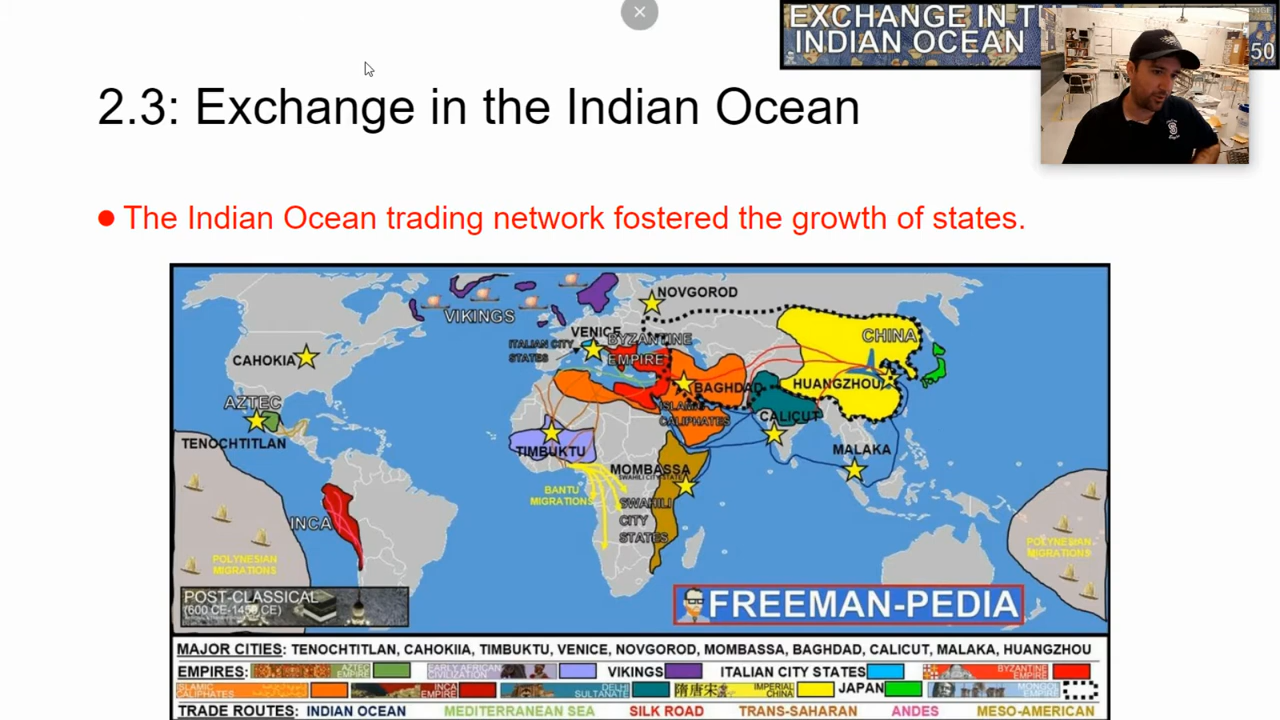 EXCHANGE IN T
INDIAN OCEAN
50
2.3: Exchange in the Indian Ocean
The Indian Ocean trading network fostered the growth of states.
NOVGOROD
VIKINGS
VENICE
BYZANTINE
EMPIRE
ITALIAN CITY
STATES
CHINA
CAHOKIA
BAGHDAD
HUANGZHOU
AZTEC
ISLAMIC
CALIPHATES
CALICUT
TENOCHTITLAN
TIMBUKTU
MALAKA
MOMBASSA
BANTU
MIGRATIONS
SWAHILI
CITY
STATES
INCA
POLYNESIAN
MIGRATIONS
POLYNESIAN
MIGRATIONS
POST-CLASSICAL
(600 CE-1450 CE)
FREEMAN-PEDIA
MAJOR CITIES: TENOCHTITLAN, CAHOKIIA, TIMBUKTU, VENICE, NOVGOROD, MOMBASSA, BAGHDAD, CALICUT, MALAKA, HUANGZHOU
EMPIRES: AZTEC EMPIRE EARLY AFRICAN CIVILIZATION VIKINGS ITALIAN CITY STATES BYZANTINE EMPIRE
ISLAMIC CALIPHATES INCA EMPIRE DELHI SULTANATE 隋唐宋 IMPERIAL CHINA JAPAN MONGOL EMPIRE
TRADE ROUTES: INDIAN OCEAN MEDITERRANEAN SEA SILK ROAD TRANS-SAHARAN ANDES MESO-AMERICAN